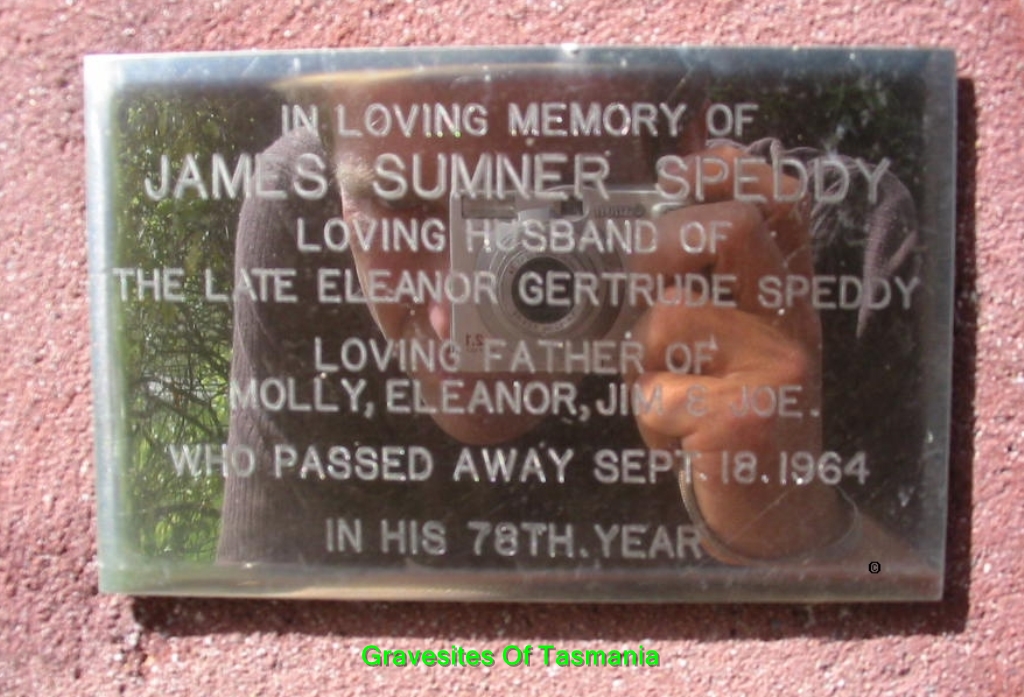 IN LOVING MEMORY OF
JAMES SUMNER SPEDDY
LOVING HUSBAND OF
THE LATE ELEANOR GERTRUDE SPEDDY
LOVING FATHER OF
MOLLY, ELEANOR, JIM & JOE.
WHO PASSED AWAY SEPT. 18. 1964
IN HIS 78TH. YEAR
©
Gravesites Of Tasmania